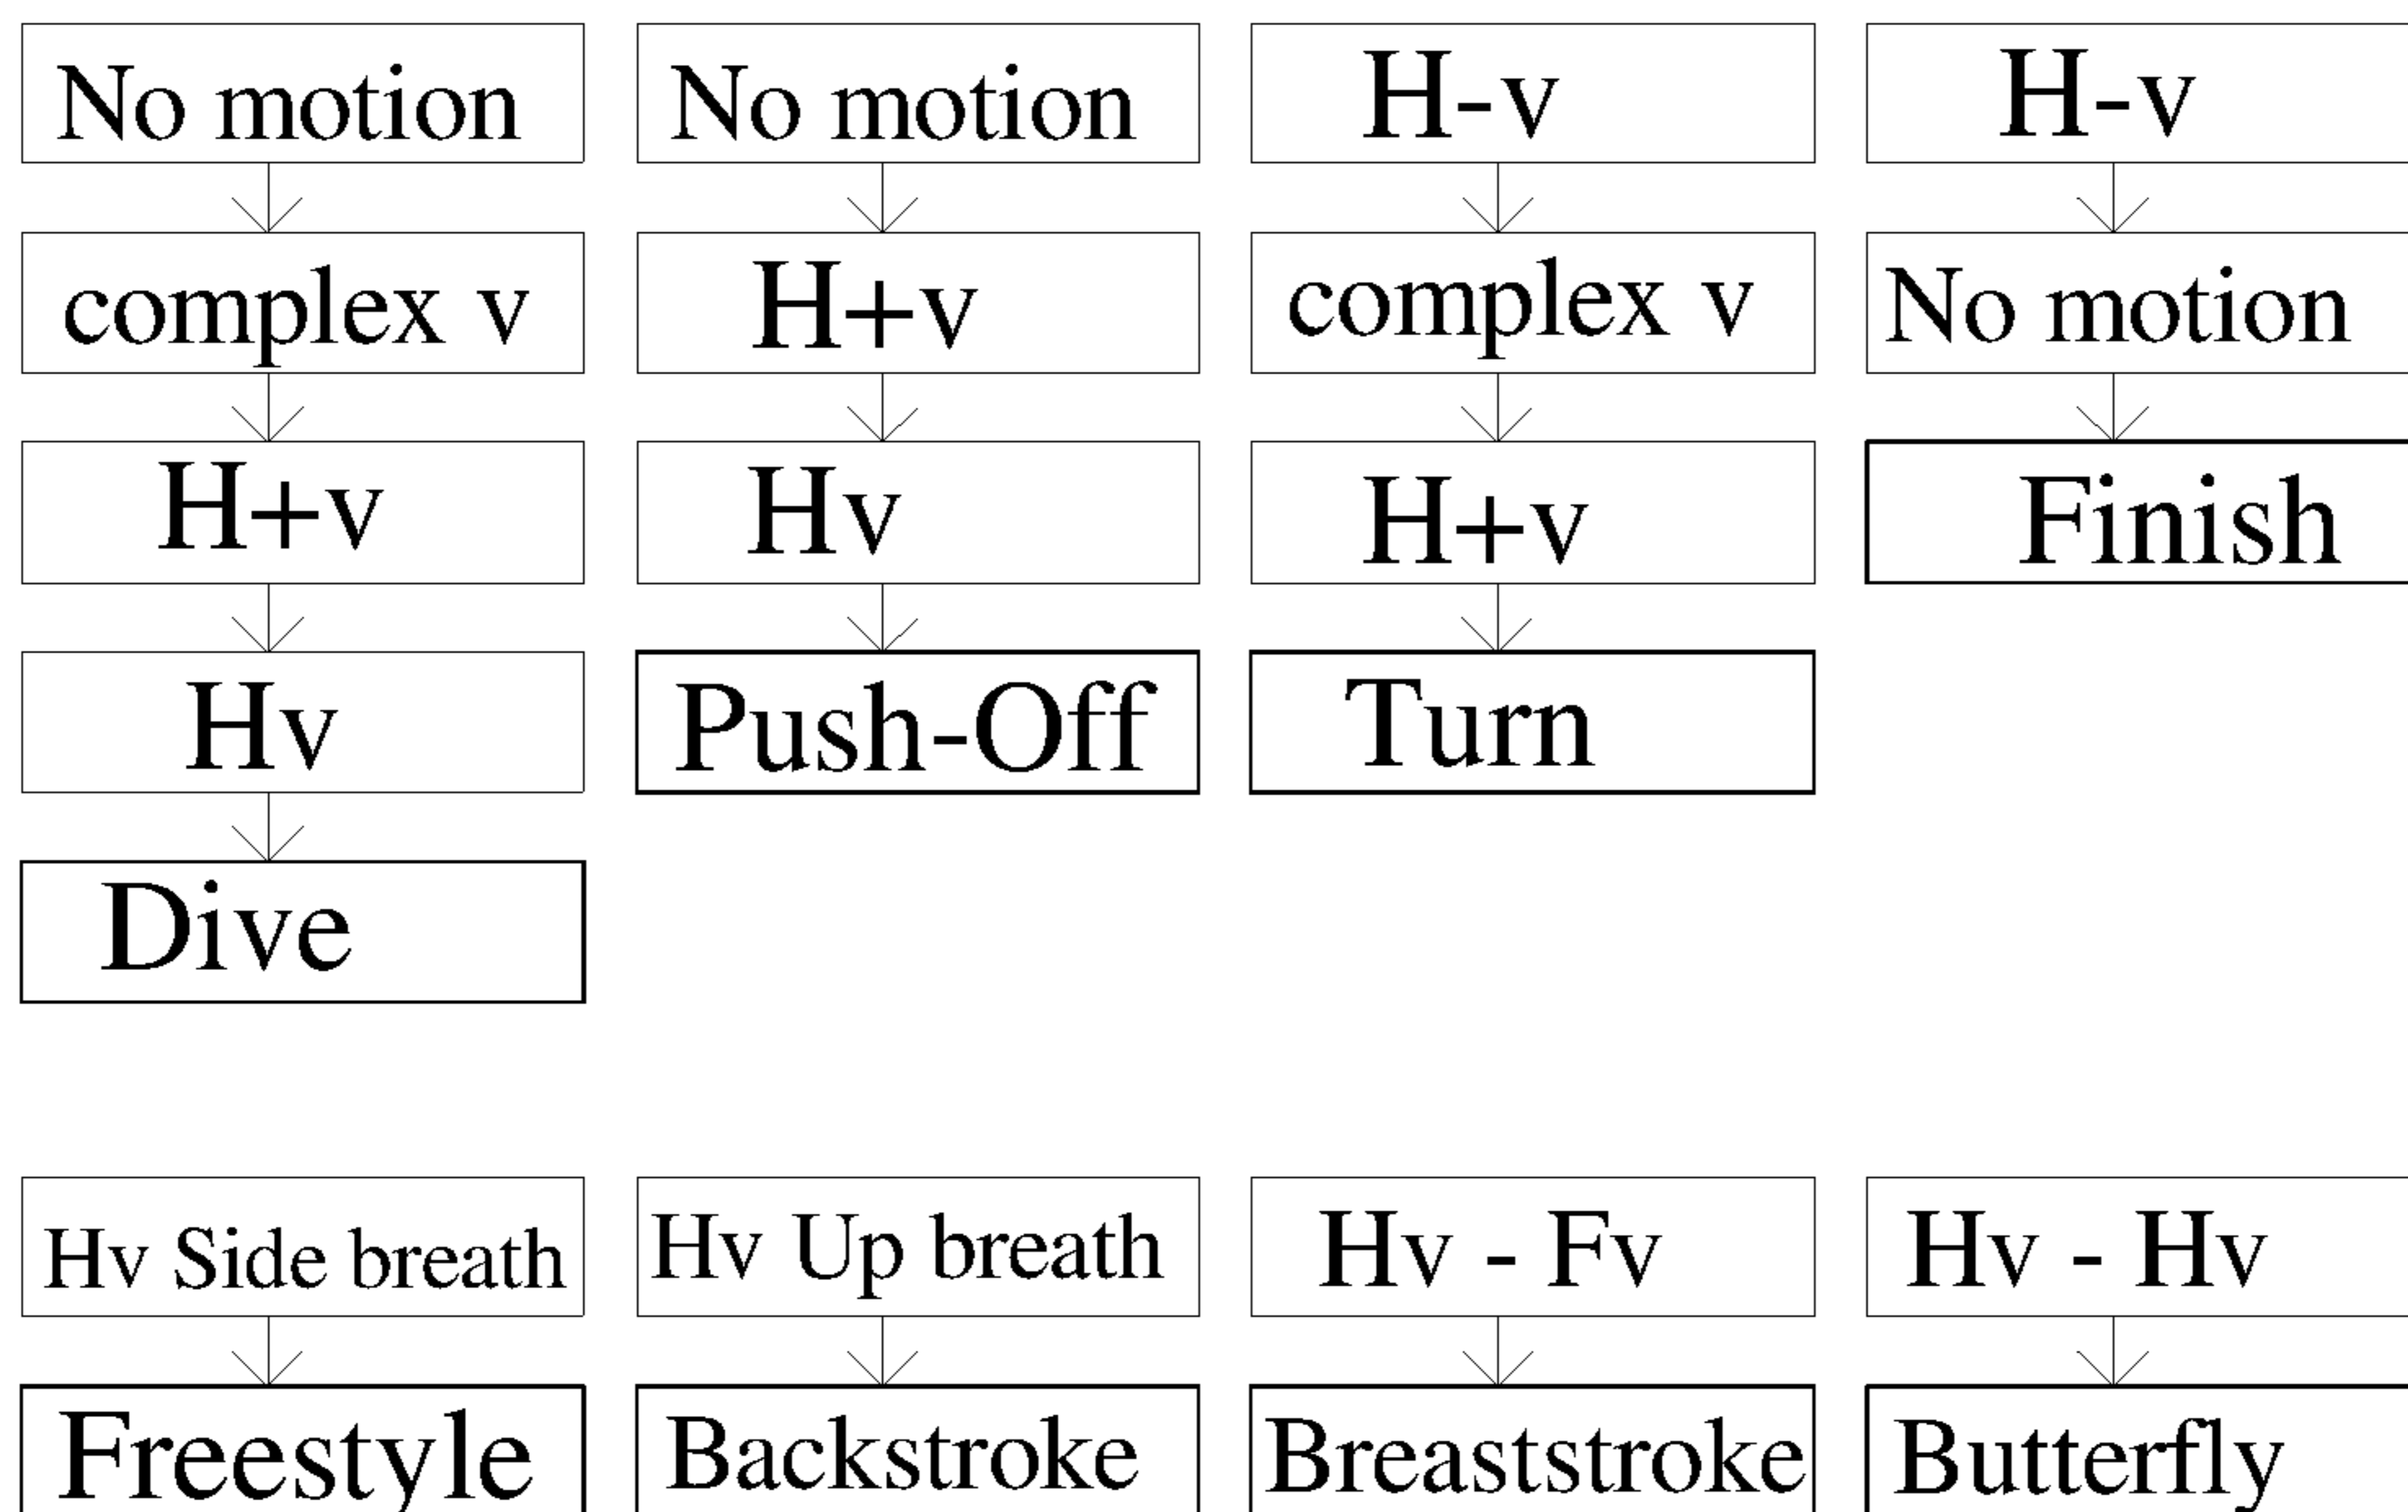 No motion
complex v
H+v
Hv
Dive
No motion
H+v
Hv
Push-Off
H-v
complex v
H+v
Turn
H-v
No motion
Finish
Hv Side breath
Freestyle
Hv Up breath
Backstroke
Hv - Fv
Breaststroke
Hv - Hv
Butterfly